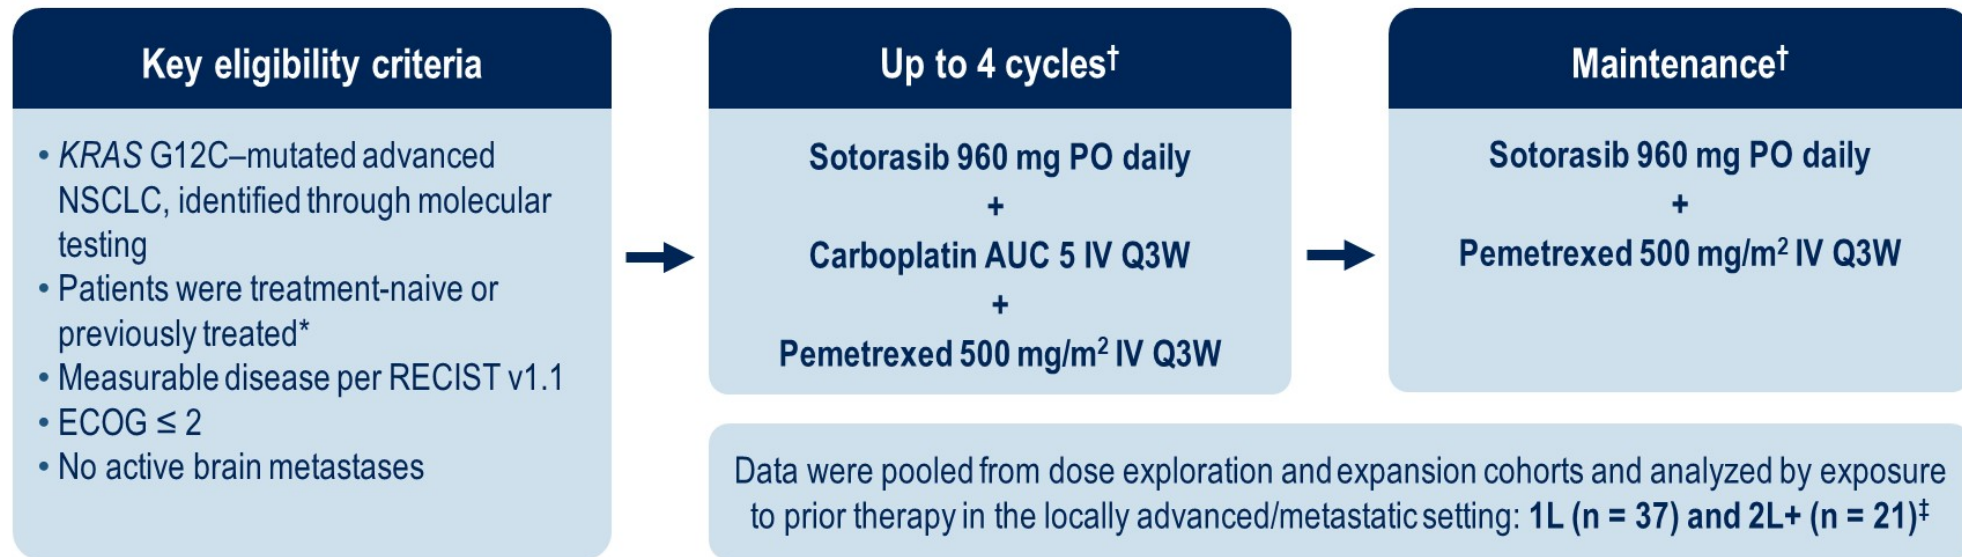 Key eligibility criteria
• KRAS G12C–mutated advanced
NSCLC, identified through molecular
testing
• Patients were treatment-naive or
previously treated*
• Measurable disease per RECIST v1.1
• ECOG ≤ 2
• No active brain metastases
Up to 4 cycles†
Sotorasib 960 mg PO daily
+
Carboplatin AUC 5 IV Q3W
+
Pemetrexed 500 mg/m² IV Q3W
Maintenance†
Sotorasib 960 mg PO daily
+
Pemetrexed 500 mg/m² IV Q3W
Data were pooled from dose exploration and expansion cohorts and analyzed by exposure
to prior therapy in the locally advanced/metastatic setting: 1L (n = 37) and 2L+ (n = 21)‡